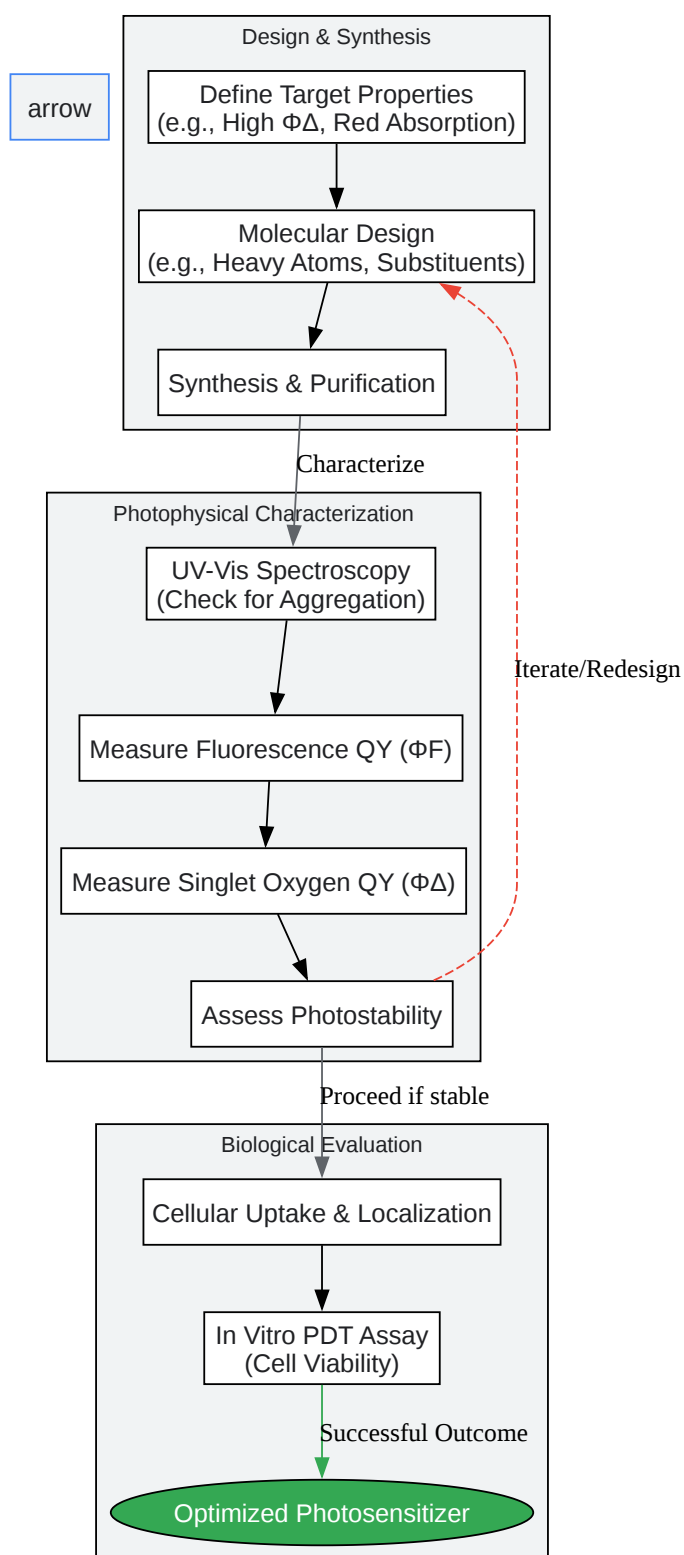 Design & Synthesis
arrow
Define Target Properties
(e.g., High ΦΔ, Red Absorption)
Molecular Design
(e.g., Heavy Atoms, Substituents)
Synthesis & Purification
Characterize
Photophysical Characterization
UV-Vis Spectroscopy
(Check for Aggregation)
Iterate/Redesign
Measure Fluorescence QY (ΦF)
Measure Singlet Oxygen QY (ΦΔ)
Assess Photostability
Proceed if stable
Biological Evaluation
Cellular Uptake & Localization
In Vitro PDT Assay
(Cell Viability)
Successful Outcome
Optimized Photosensitizer